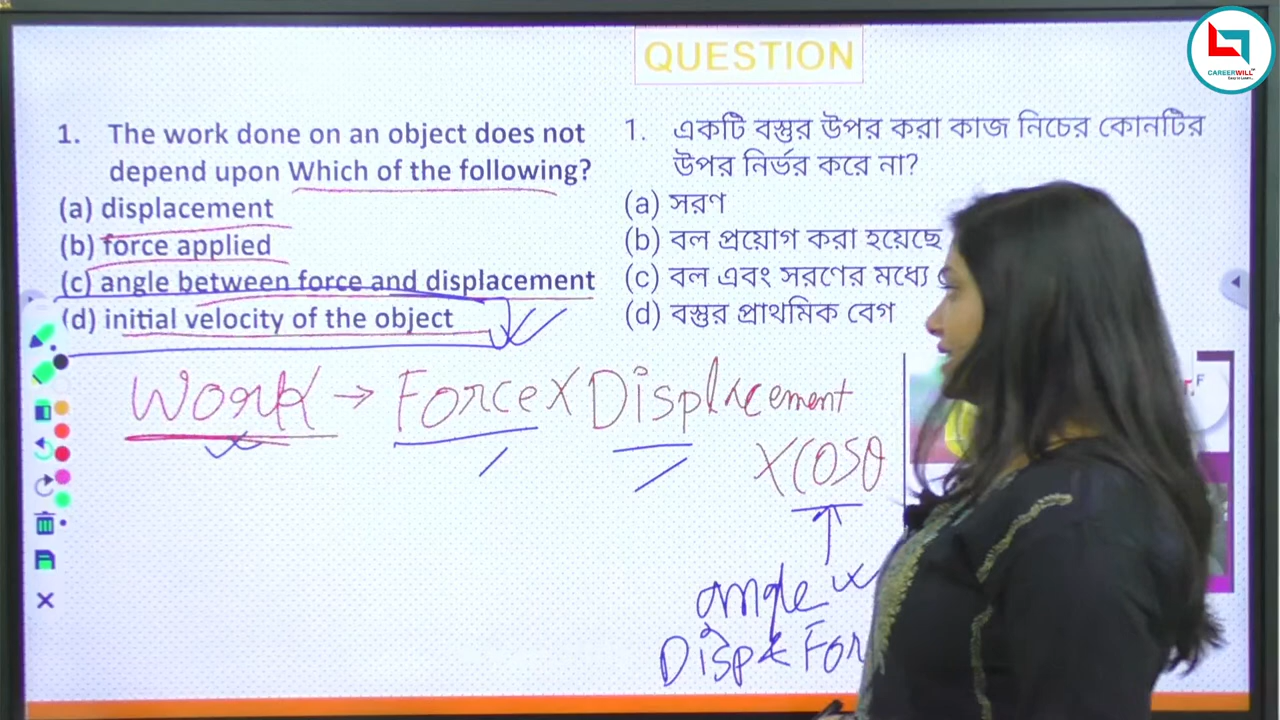 QUESTION
CAREERWILL
1. The work done on an object does not
depend upon Which of the following?
(a) displacement
(b) force applied
(c) angle between force and displacement
(d) initial velocity of the object
1. একটি বস্তুর উপর করা কাজ নিচের কোনটির
উপর নির্ভর করে না?
(a) সরণ
(b) বল প্রয়োগ করা হয়েছে
(c) বল এবং সরণের মধ্যে
(d) বস্তুর প্রাথমিক বেগ
Work → Force X Displacement
X COSθ
angle
Disp & For
F